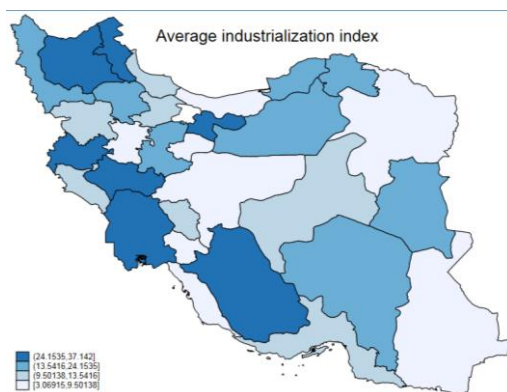 Average industrialization index
(24.1535,37.142]
(13.5416,24.1535]
(9.50138,13.5416]
[3.06915,9.50138]